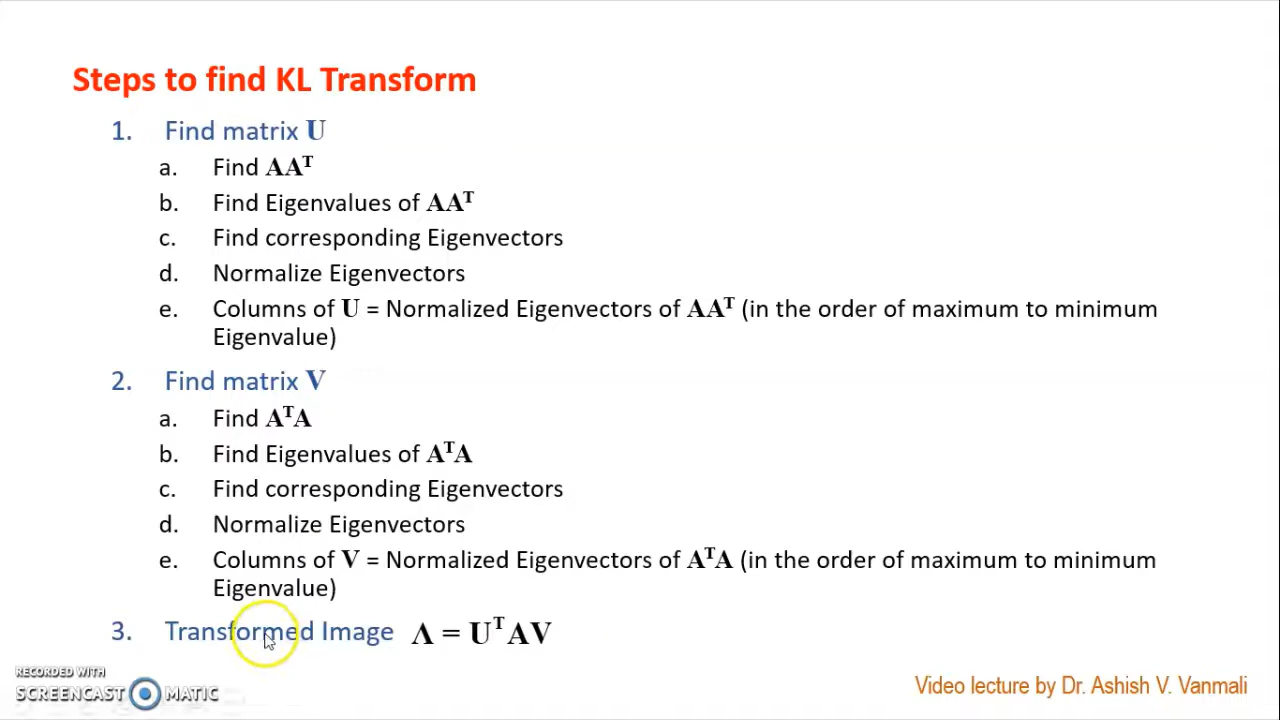 Steps to find KL Transform
1. Find matrix U
a. Find AAᵀ
b. Find Eigenvalues of AAᵀ
c. Find corresponding Eigenvectors
d. Normalize Eigenvectors
e. Columns of U = Normalized Eigenvectors of AAᵀ (in the order of maximum to minimum
Eigenvalue)
2. Find matrix V
a. Find AᵀA
b. Find Eigenvalues of AᵀA
c. Find corresponding Eigenvectors
d. Normalize Eigenvectors
e. Columns of V = Normalized Eigenvectors of AᵀA (in the order of maximum to minimum
Eigenvalue)
3. Transformed Image Λ = UᵀAV
RECORDED WITH
SCREENCAST MATIC
Video lecture by Dr. Ashish V. Vanmali